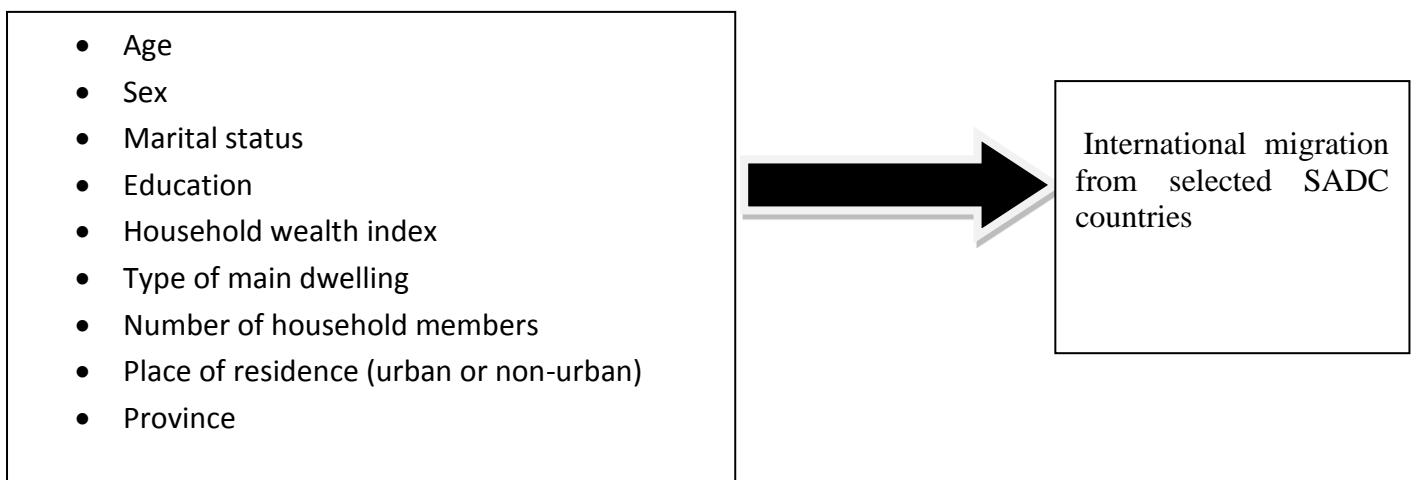 • Age
• Sex
• Marital status
• Education
• Household wealth index
• Type of main dwelling
• Number of household members
• Place of residence (urban or non-urban)
• Province
International migration
from selected SADC
countries